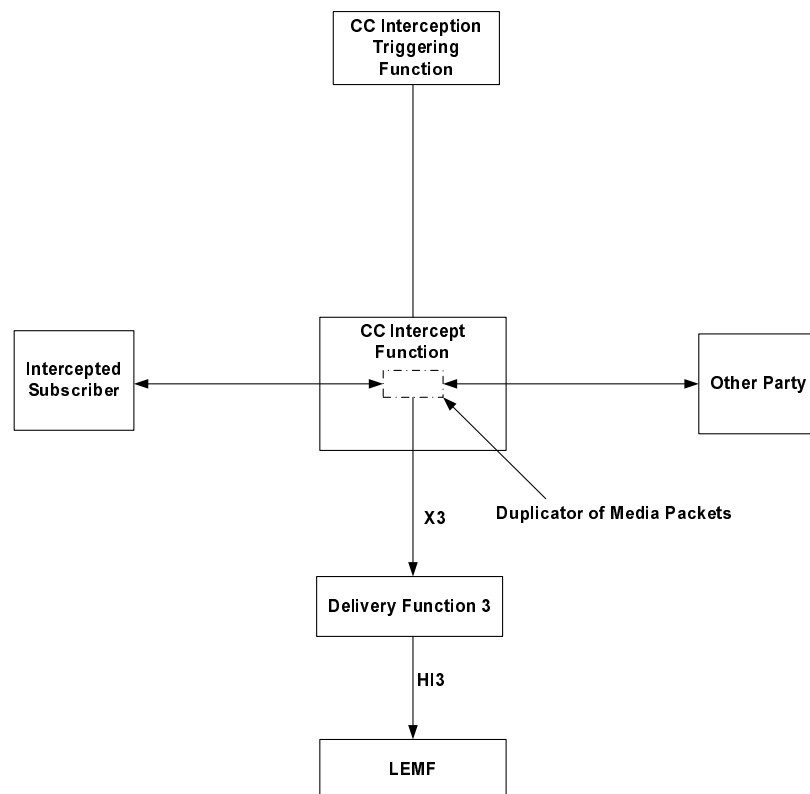 CC Interception
Triggering
Function
CC Intercept
Function
Intercepted
Subscriber
Other Party
Duplicator of Media Packets
X3
Delivery Function 3
HI3
LEMF